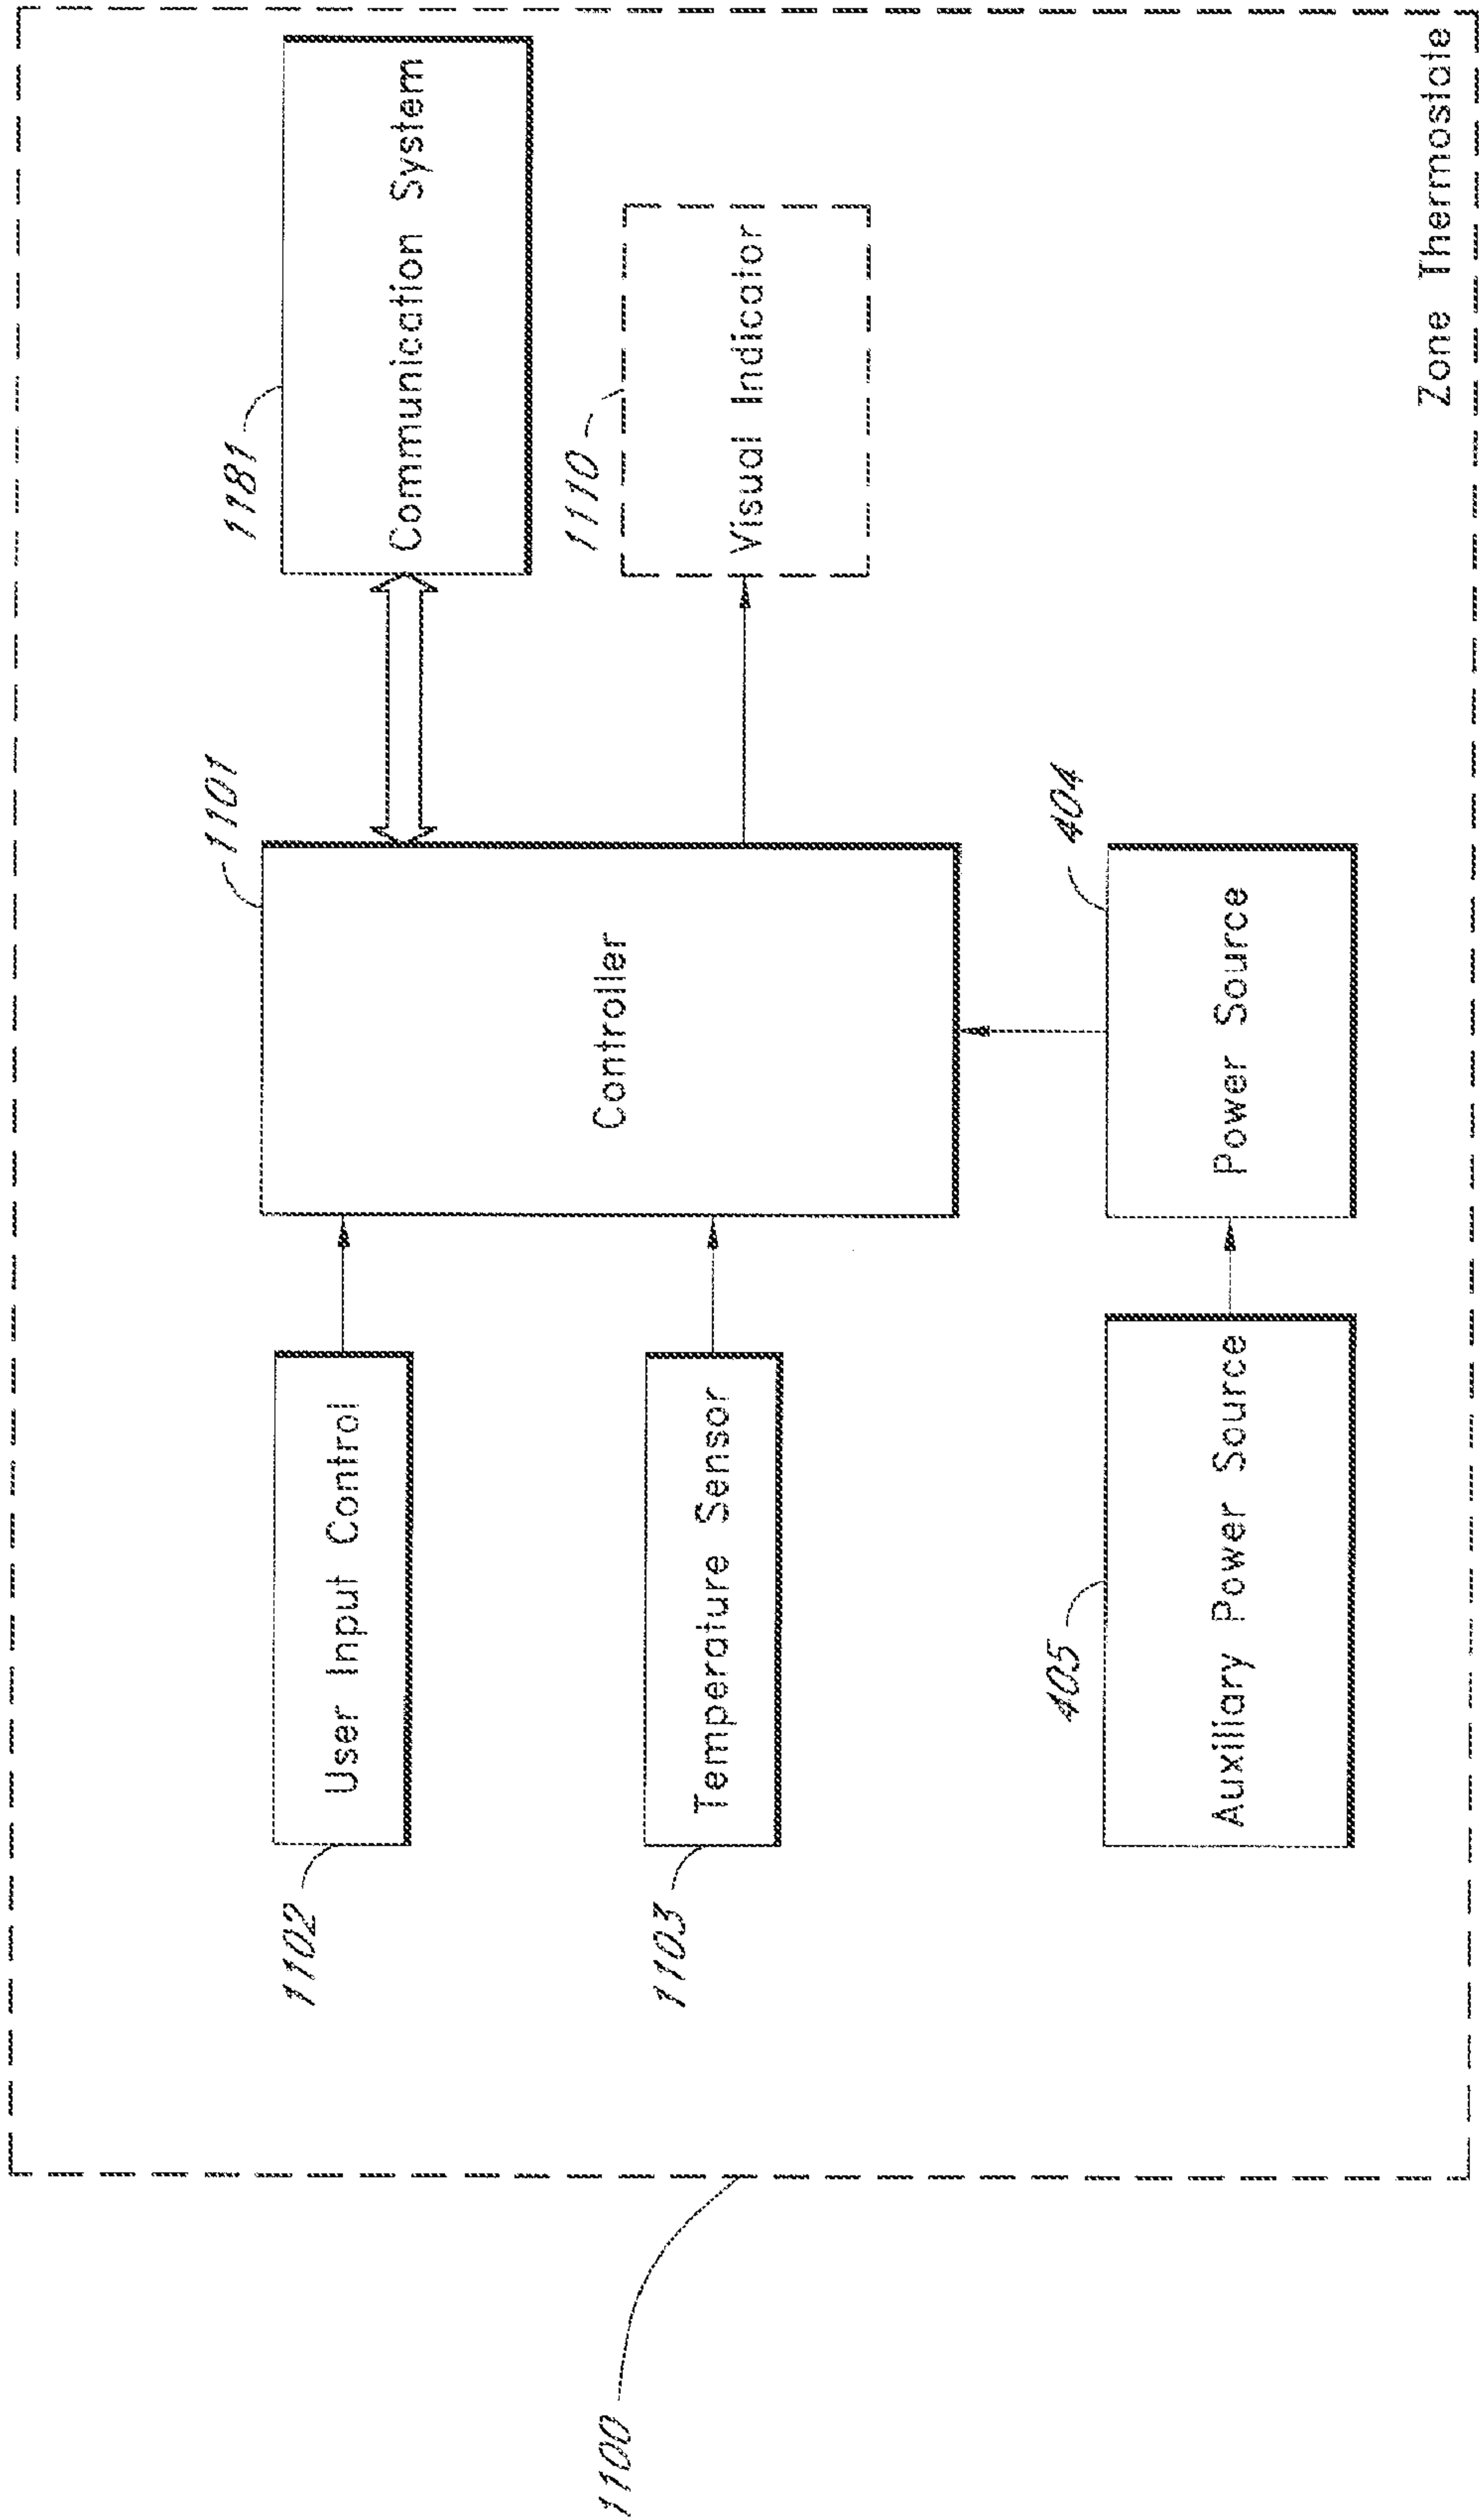 1100
1102
User Input Control
1103
Temperature Sensor
405
Auxiliary Power Source
1101
Controller
404
Power Source
1181
Communication System
1110
Visual Indicator
Zone Thermostate